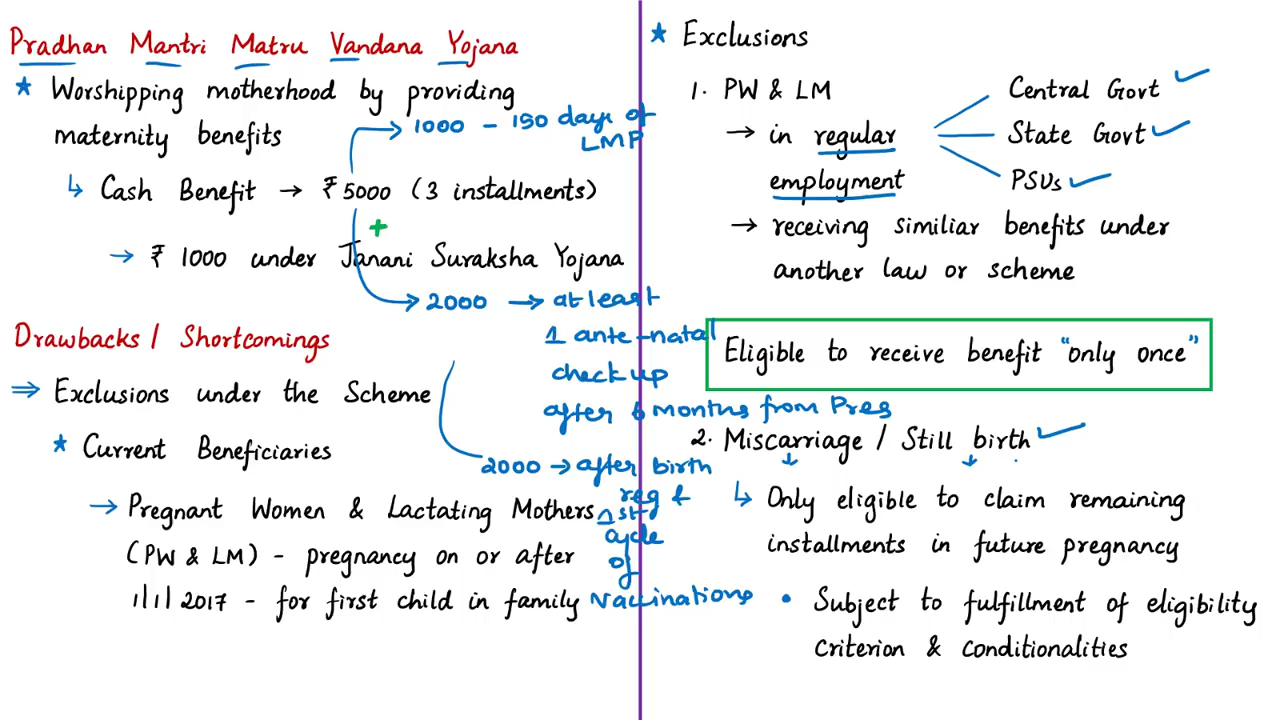 Pradhan Mantri Matru Vandana Yojana
* Worshipping motherhood by providing
maternity benefits
→ 1000 - 150 days of
LMP
↳ Cash Benefit → ₹5000 (3 installments)
+
→ ₹ 1000 under Janani Suraksha Yojana
→ 2000 → at least
1 ante-natal
check up
after 6 months from Preg
2000 → after birth
reg &
1st
cycle
of
vaccinations
Drawbacks / Shortcomings
⇒ Exclusions under the Scheme
* Current Beneficiaries
→ Pregnant Women & Lactating Mothers
(PW & LM) - pregnancy on or after
1/1/2017 - for first child in family
* Exclusions
1. PW & LM
→ in regular
employment
Central Govt ✓
State Govt ✓
PSUs ✓
→ receiving similiar benefits under
another law or scheme
Eligible to receive benefit "only once"
2. Miscarriage / Still birth ✓
↳ Only eligible to claim remaining
installments in future pregnancy
• Subject to fulfillment of eligibility
criterion & conditionalities